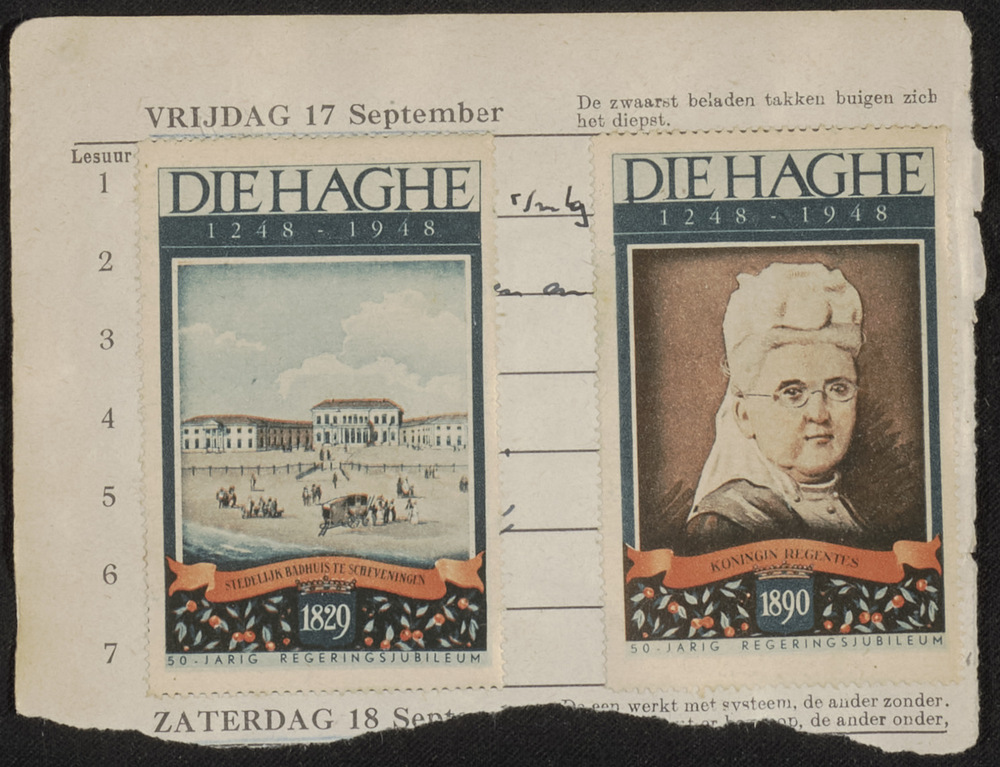 VRIJDAG 17 September
De zwaarst beladen takken buigen zich
het diepst.
Lesuur
1
2
3
4
5
6
7
DIE HAGHE
1248 - 1948
STEDELIJK BADHUIS TE SCHEVENINGEN
1829
50-JARIG REGERINGSJUBILEUM
DIE HAGHE
1248 - 1948
KONINGIN REGENTES
1890
50-JARIG REGERINGSJUBILEUM
ZATERDAG 18 Sept
De een werkt met systeem, de ander zonder.
op, de ander onder,